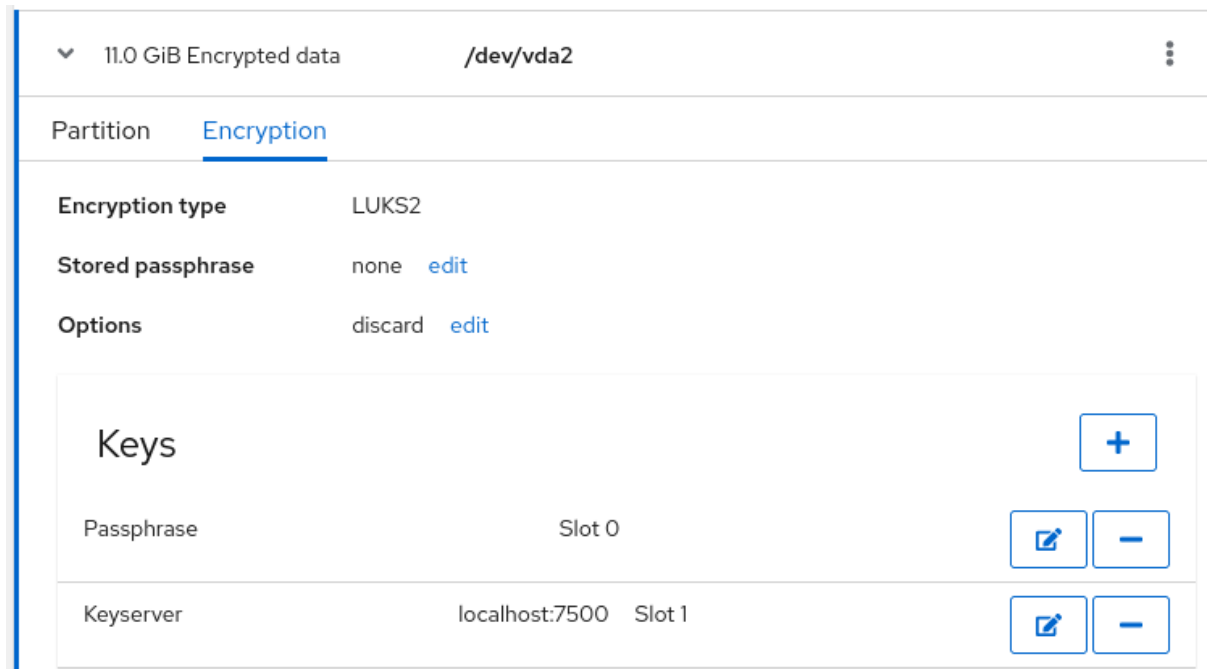 11.0 GiB Encrypted data /dev/vda2
Partition Encryption
Encryption type LUKS2
Stored passphrase none edit
Options discard edit
Keys
Passphrase Slot 0
Keyserver localhost:7500 Slot 1